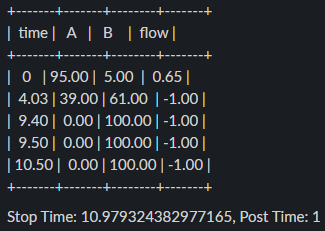 +-------+-------+--------+-------+
| time | A | B | flow |
+-------+-------+--------+-------+
| 0 | 95.00 | 5.00 | 0.65 |
| 4.03 | 39.00 | 61.00 | -1.00 |
| 9.40 | 0.00 | 100.00 | -1.00 |
| 9.50 | 0.00 | 100.00 | -1.00 |
| 10.50 | 0.00 | 100.00 | -1.00 |
+-------+-------+--------+-------+
Stop Time: 10.979324382977165, Post Time: 1